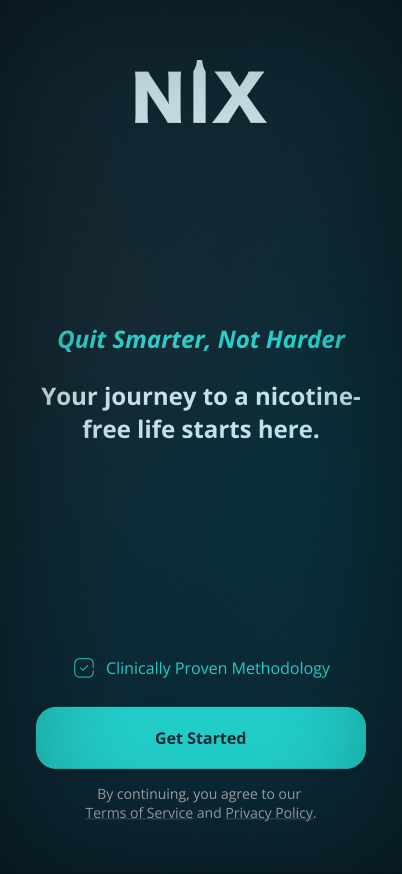 NIX
Quit Smarter, Not Harder
Your journey to a nicotine-
free life starts here.
Clinically Proven Methodology
Get Started
By continuing, you agree to our
Terms of Service and Privacy Policy.